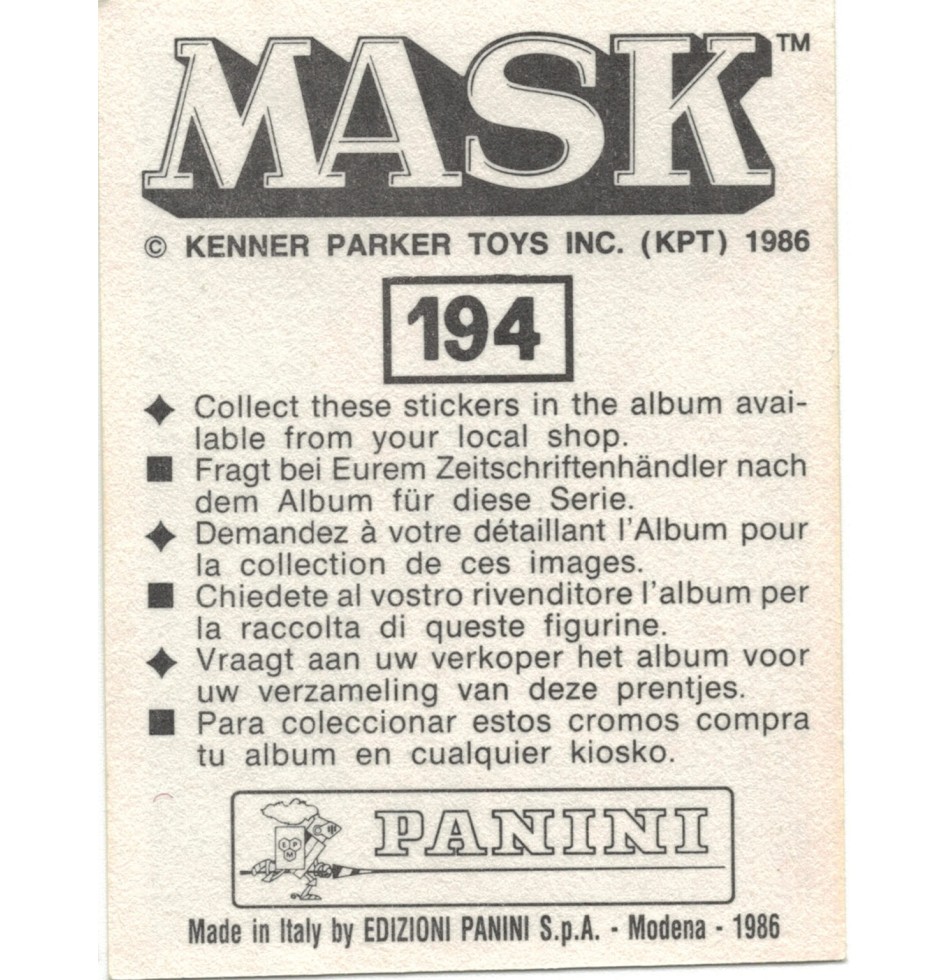 MASK™
© KENNER PARKER TOYS INC. (KPT) 1986
194
◆ Collect these stickers in the album avai-
lable from your local shop.
■ Fragt bei Eurem Zeitschriftenhändler nach
dem Album für diese Serie.
◆ Demandez à votre détaillant l'Album pour
la collection de ces images.
■ Chiedete al vostro rivenditore l'album per
la raccolta di queste figurine.
◆ Vraagt aan uw verkoper het album voor
uw verzameling van deze prentjes.
■ Para coleccionar estos cromos compra
tu album en cualquier kiosko.
PANINI
Made in Italy by EDIZIONI PANINI S.p.A. - Modena - 1986